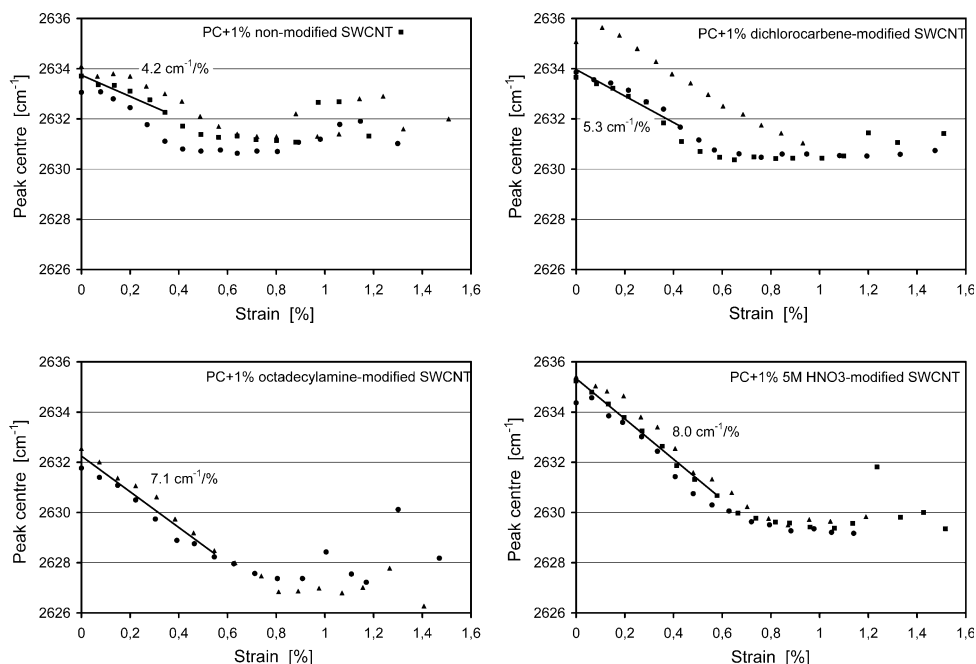 PC+1% non-modified SWCNT
4.2 cm⁻¹/%
Peak centre [cm⁻¹]
2636
2634
2632
2630
2628
2626
0 0,2 0,4 0,6 0,8 1 1,2 1,4 1,6
Strain [%]
PC+1% dichlorocarbene-modified SWCNT
5.3 cm⁻¹/%
Peak centre [cm⁻¹]
2636
2634
2632
2630
2628
2626
0 0,2 0,4 0,6 0,8 1 1,2 1,4 1,6
Strain [%]
PC+1% octadecylamine-modified SWCNT
7.1 cm⁻¹/%
Peak centre [cm⁻¹]
2636
2634
2632
2630
2628
2626
0 0,2 0,4 0,6 0,8 1 1,2 1,4 1,6
Strain [%]
PC+1% 5M HNO3-modified SWCNT
8.0 cm⁻¹/%
Peak centre [cm⁻¹]
2636
2634
2632
2630
2628
2626
0 0,2 0,4 0,6 0,8 1 1,2 1,4 1,6
Strain [%]